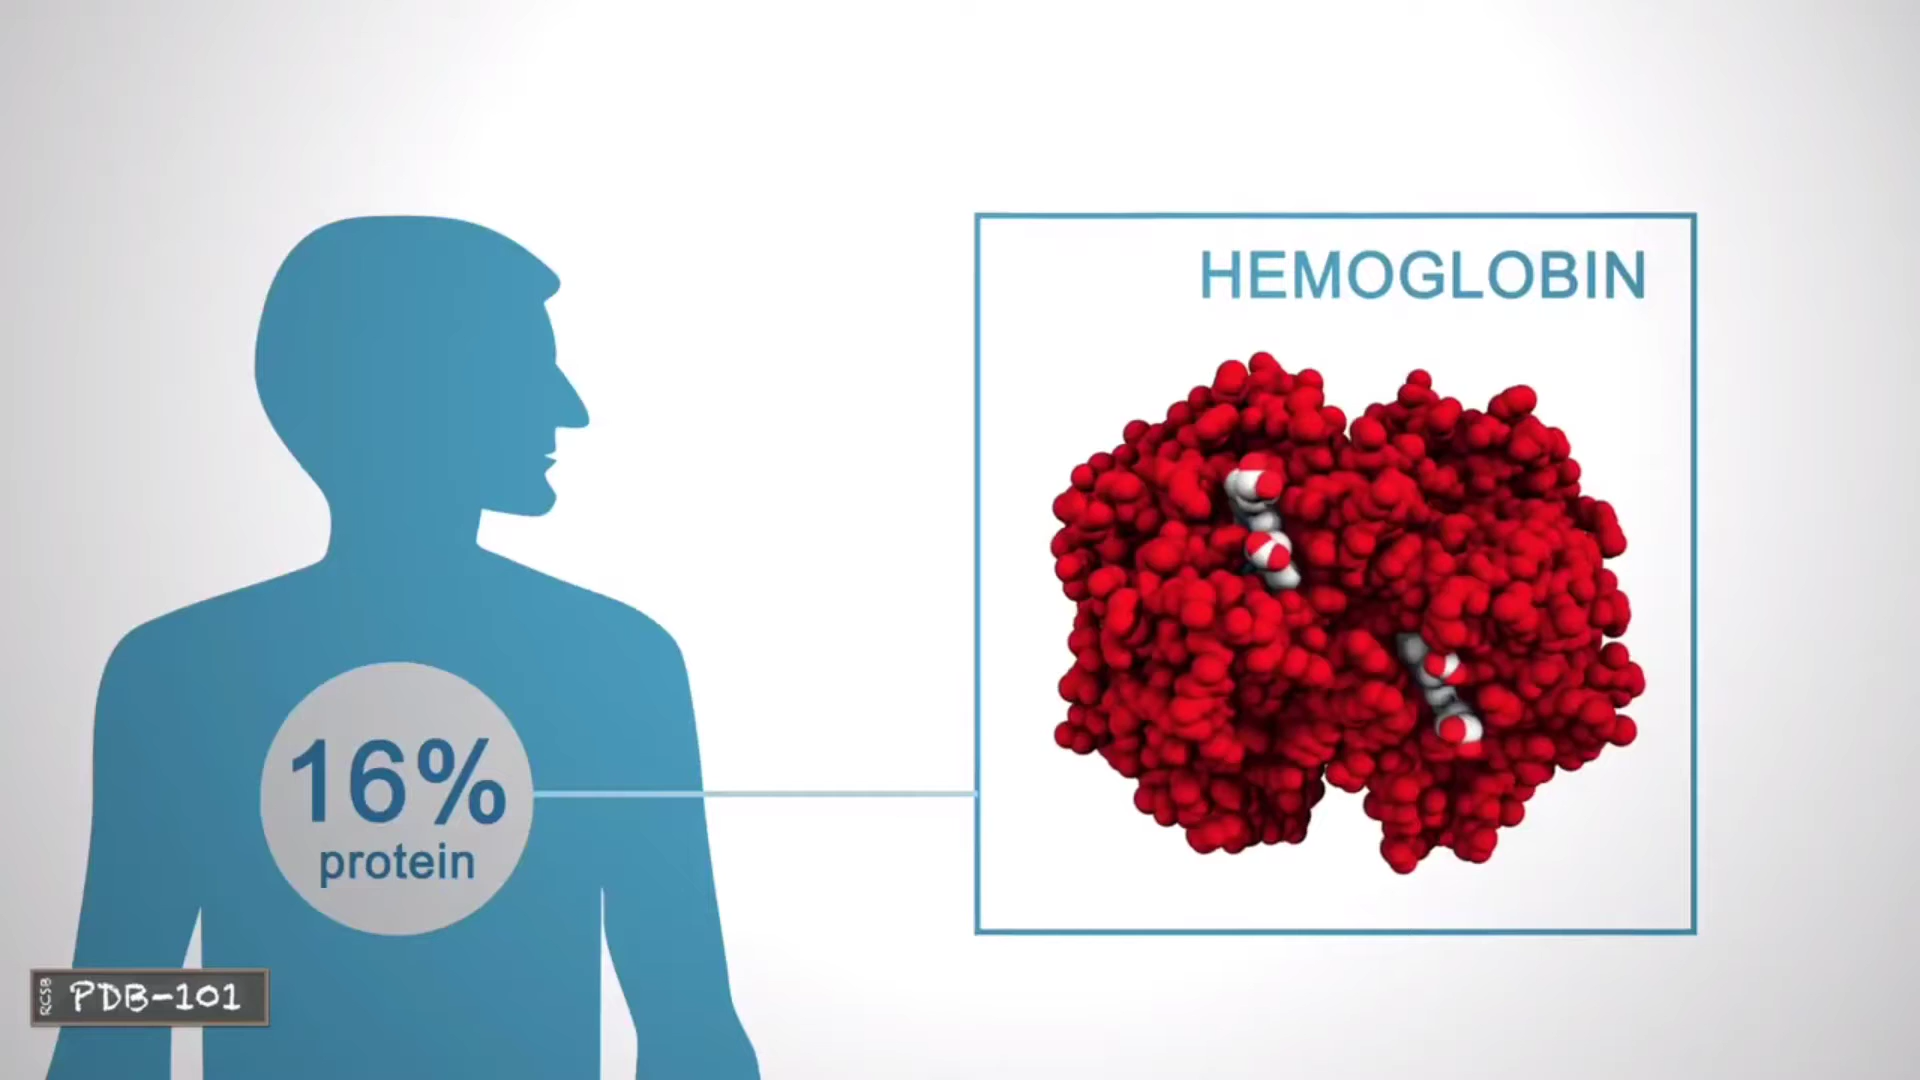 HEMOGLOBIN
16%
protein
RCSB
PDB-101